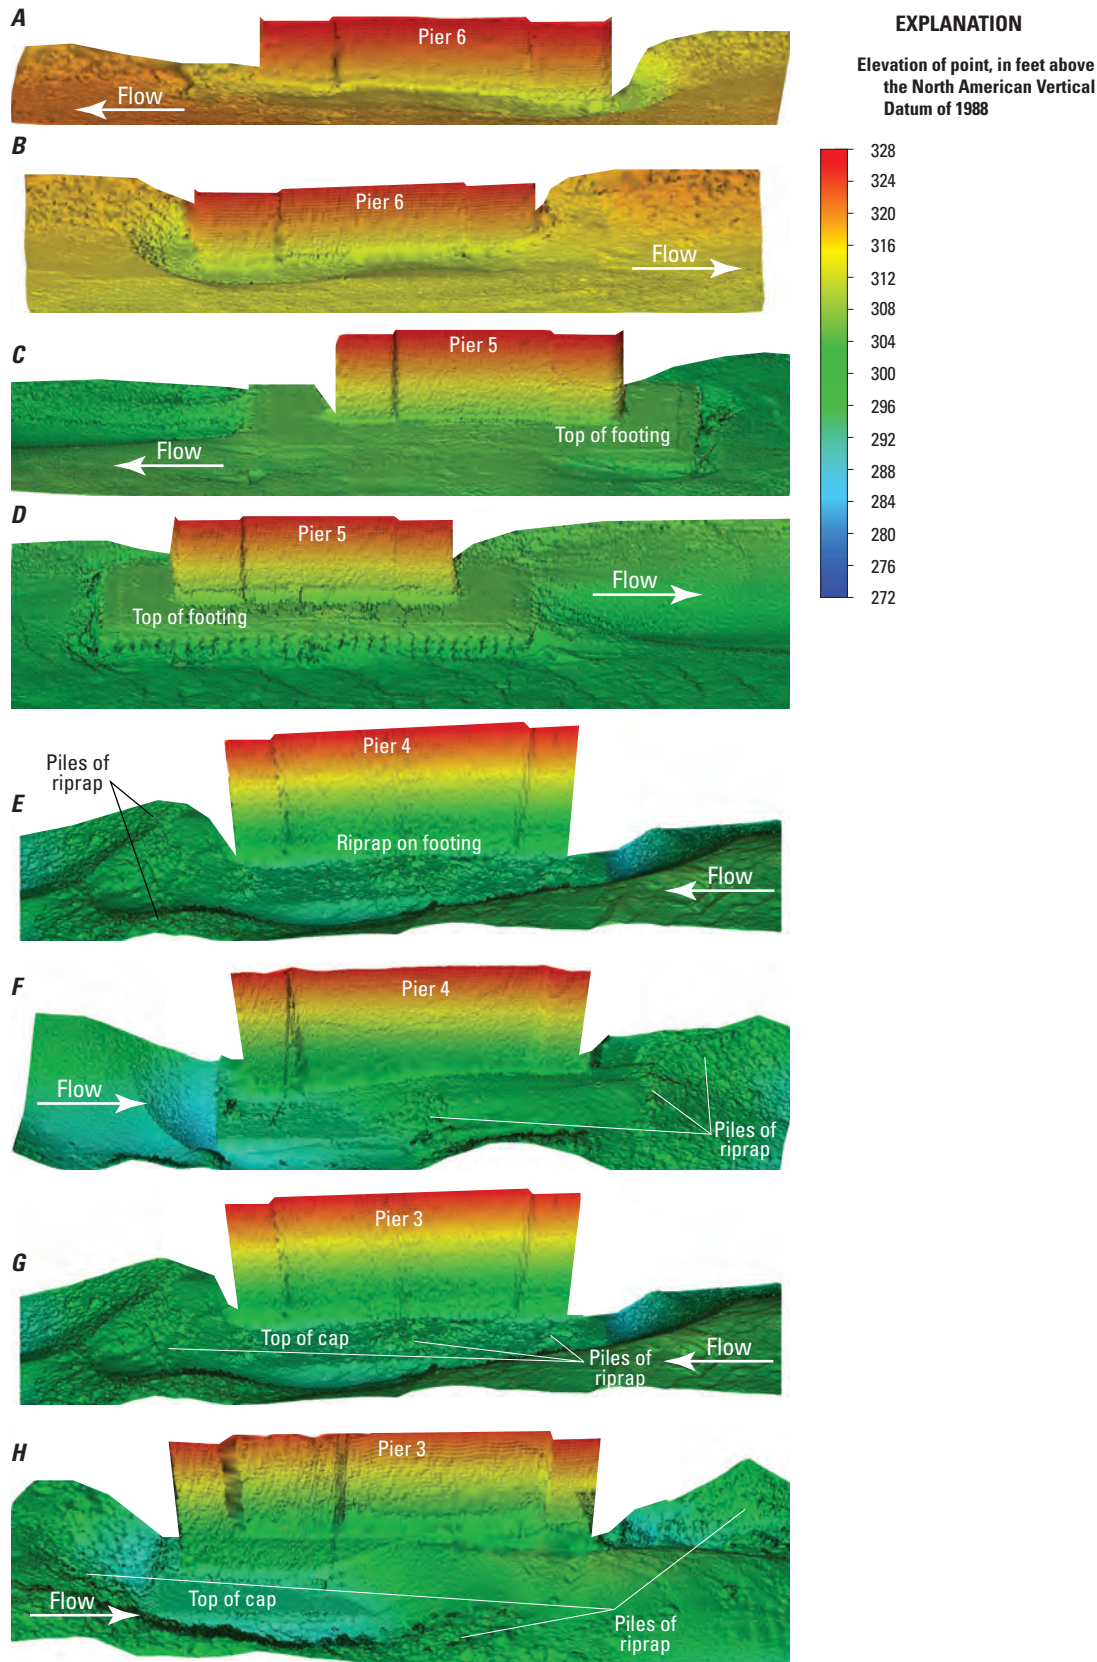 A
Pier 6
Flow
B
Pier 6
Flow
C
Pier 5
Top of footing
Flow
D
Pier 5
Flow
Top of footing
Piles of
riprap
Pier 4
E
Riprap on footing
Flow
F
Pier 4
Flow
Piles of
riprap
G
Pier 3
Top of cap
Piles of
riprap
Flow
H
Pier 3
Top of cap
Flow
Piles of
riprap
EXPLANATION
Elevation of point, in feet above
the North American Vertical
Datum of 1988
328
324
320
316
312
308
304
300
296
292
288
284
280
276
272